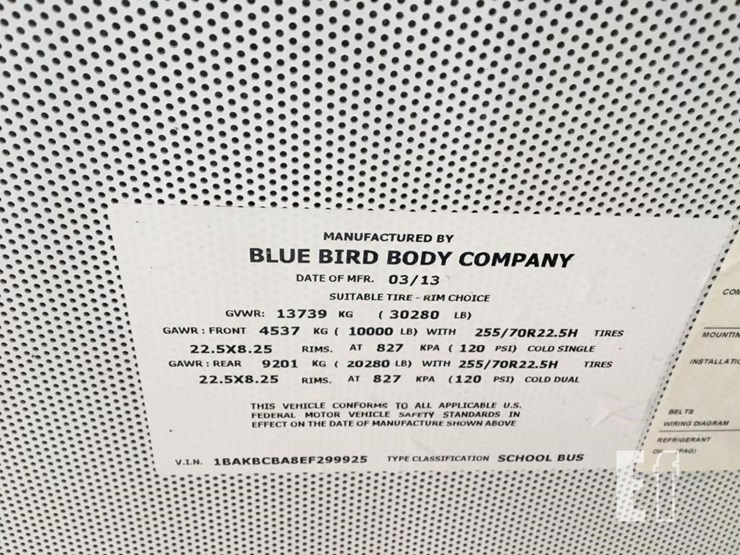 MANUFACTURED BY
BLUE BIRD BODY COMPANY
DATE OF MFR. 03/13
SUITABLE TIRE - RIM CHOICE
GVWR: 13739 KG ( 30280 LB)
GAWR : FRONT 4537 KG ( 10000 LB) WITH 255/70R22.5H TIRES
22.5X8.25 RIMS. AT 827 KPA ( 120 PSI) COLD SINGLE
GAWR : REAR 9201 KG ( 20280 LB) WITH 255/70R22.5H TIRES
22.5X8.25 RIMS. AT 827 KPA ( 120 PSI) COLD DUAL
THIS VEHICLE CONFORMS TO ALL APPLICABLE U.S.
FEDERAL MOTOR VEHICLE SAFETY STANDARDS IN
EFFECT ON THE DATE OF MANUFACTURE SHOWN ABOVE
V.I.N. 1BAKBCBA8EF299925 TYPE CLASSIFICATION SCHOOL BUS
COM
MOUNTIN
INSTALLATIO
BELTS
WIRING DIAGRAM
REFRIGERANT